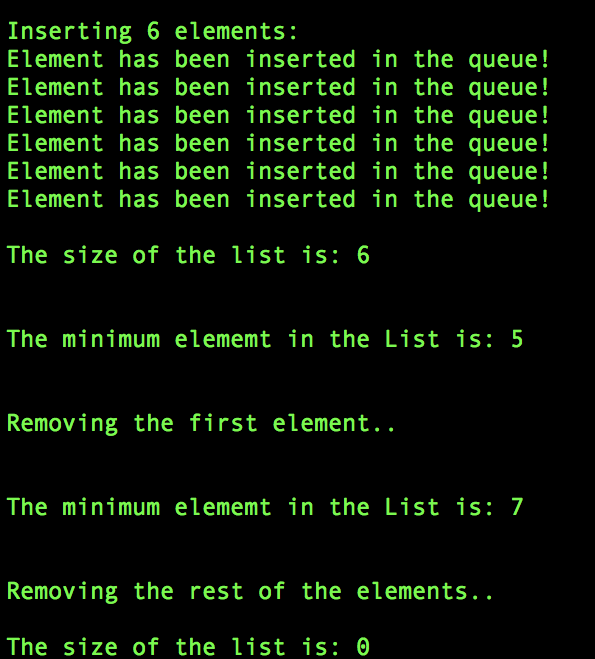 Inserting 6 elements:
Element has been inserted in the queue!
Element has been inserted in the queue!
Element has been inserted in the queue!
Element has been inserted in the queue!
Element has been inserted in the queue!
Element has been inserted in the queue!
The size of the list is: 6
The minimum elememt in the List is: 5
Removing the first element..
The minimum elememt in the List is: 7
Removing the rest of the elements..
The size of the list is: 0